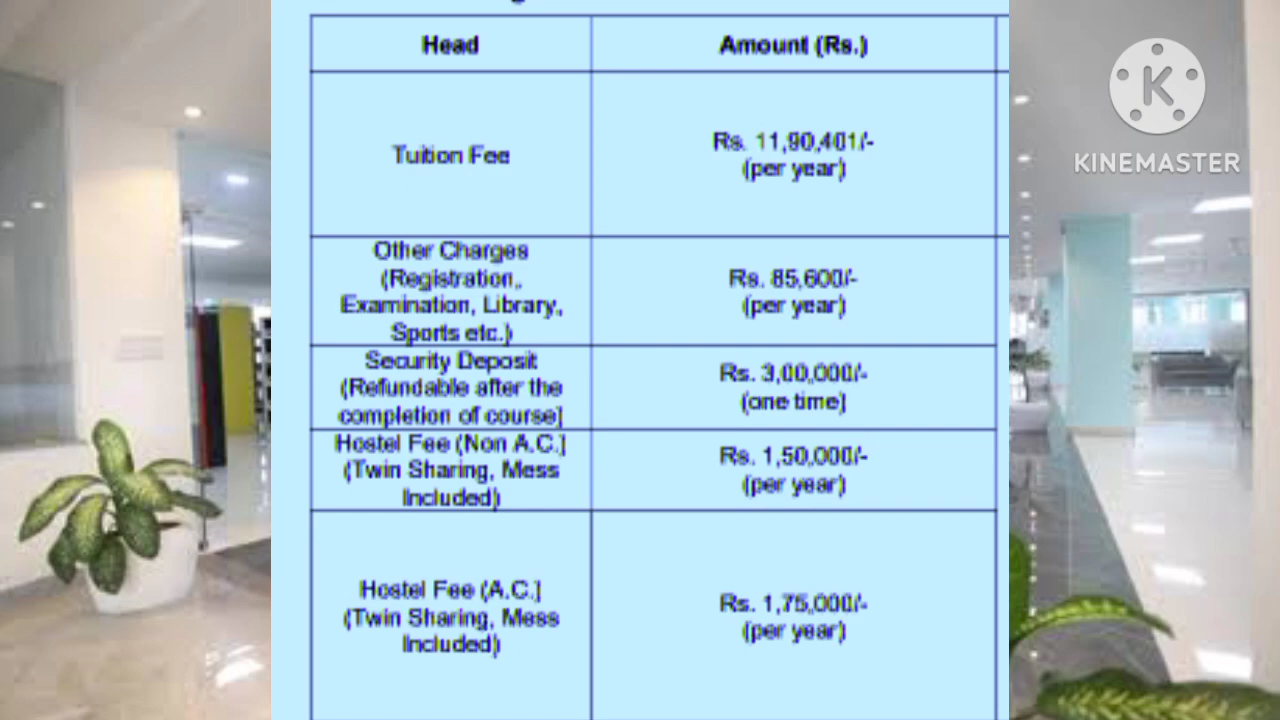 Head
Amount (Rs.)
Tuition Fee
Rs. 11,90,401/-
(per year)
Other Charges
(Registration,
Examination, Library,
Sports etc.)
Rs. 85,600/-
(per year)
Security Deposit
(Refundable after the
completion of course)
Rs. 3,00,000/-
(one time)
Hostel Fee (Non A.C.)
(Twin Sharing, Mess
Included)
Rs. 1,50,000/-
(per year)
Hostel Fee (A.C.)
(Twin Sharing, Mess
Included)
Rs. 1,75,000/-
(per year)
K
KINEMASTER